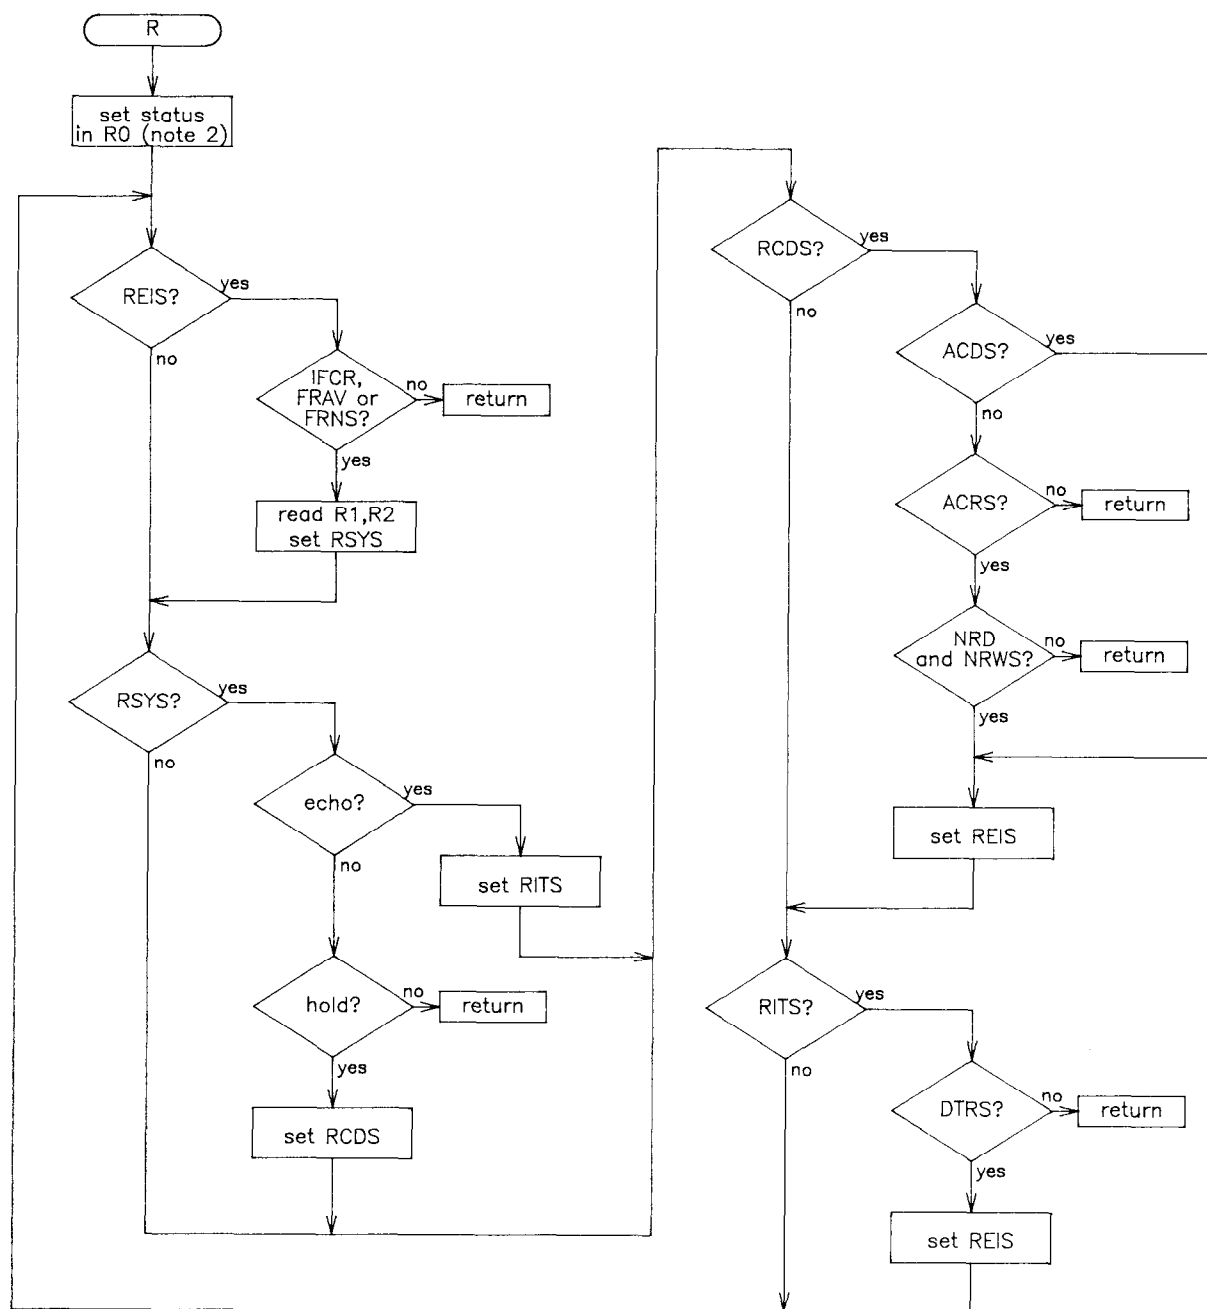 R
set status
in R0 (note 2)
REIS?
yes
no
IFCR,
FRAV or
FRNS?
no
return
yes
read R1,R2
set RSYS
RSYS?
yes
no
echo?
yes
no
set RITS
hold?
no
return
yes
set RCDS
RCDS?
yes
no
ACDS?
yes
no
ACRS?
no
return
yes
NRD
and NRWS?
no
return
yes
set REIS
RITS?
yes
no
DTRS?
no
return
yes
set REIS